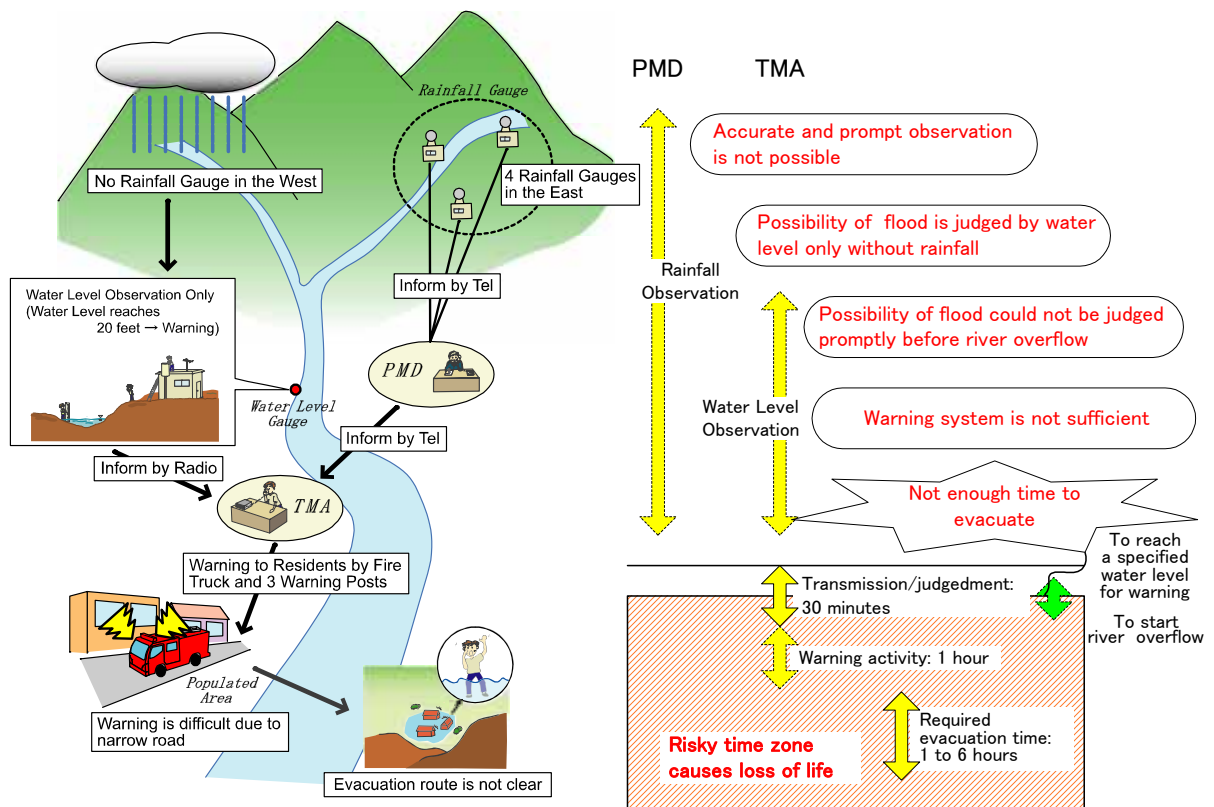 Rainfall Gauge
No Rainfall Gauge in the West
4 Rainfall Gauges
in the East
Inform by Tel
Water Level Observation Only
(Water Level reaches
20 feet → Warning)
PMD
Water Level
Gauge
Inform by Tel
Inform by Radio
TMA
Warning to Residents by Fire
Truck and 3 Warning Posts
Populated
Area
Warning is difficult due to
narrow road
Evacuation route is not clear
PMD
TMA
Accurate and prompt observation
is not possible
Possibility of flood is judged by water
level only without rainfall
Rainfall
Observation
Possibility of flood could not be judged
promptly before river overflow
Water Level
Observation
Warning system is not sufficient
Not enough time to
evacuate
To reach
a specified
water level
for warning
Transmission/judgedment:
30 minutes
To start
river overflow
Warning activity: 1 hour
Required
evacuation time:
1 to 6 hours
Risky time zone
causes loss of life